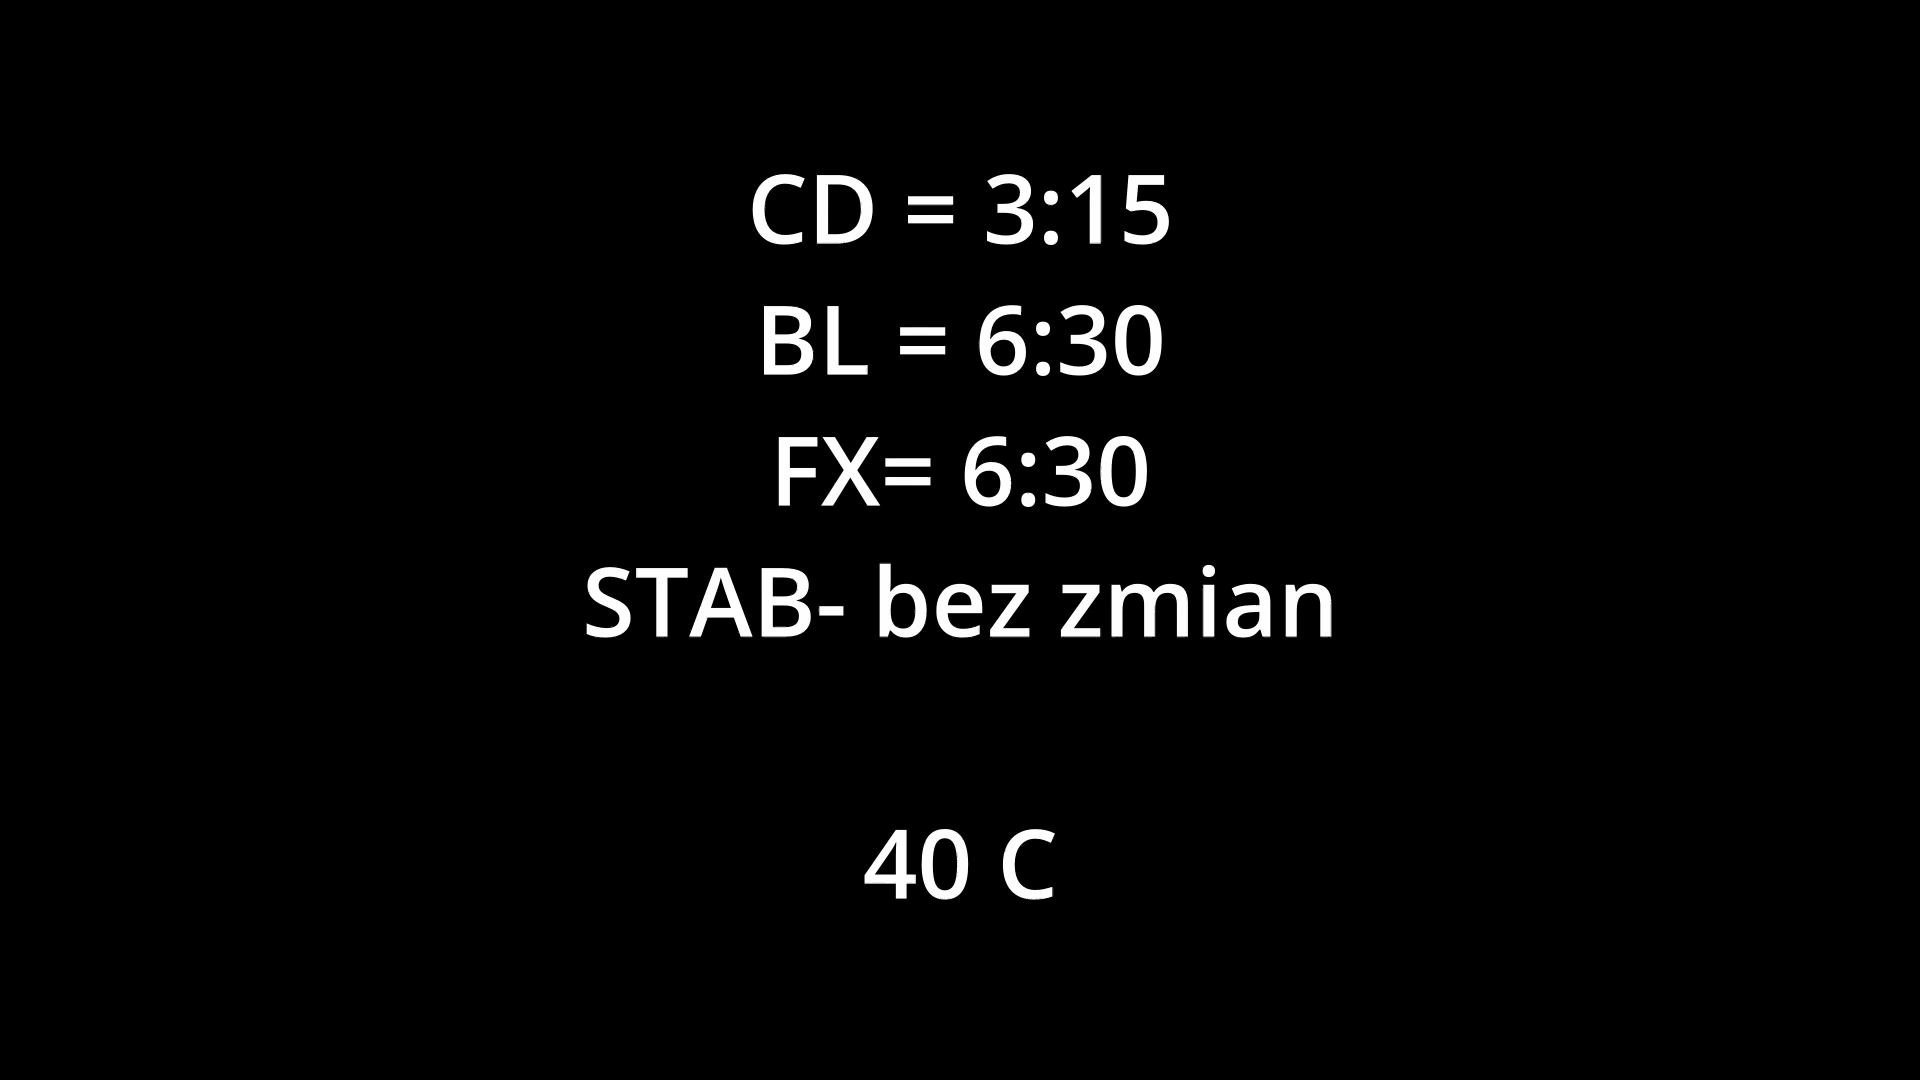 CD = 3:15
BL = 6:30
FX= 6:30
STAB- bez zmian
40 C